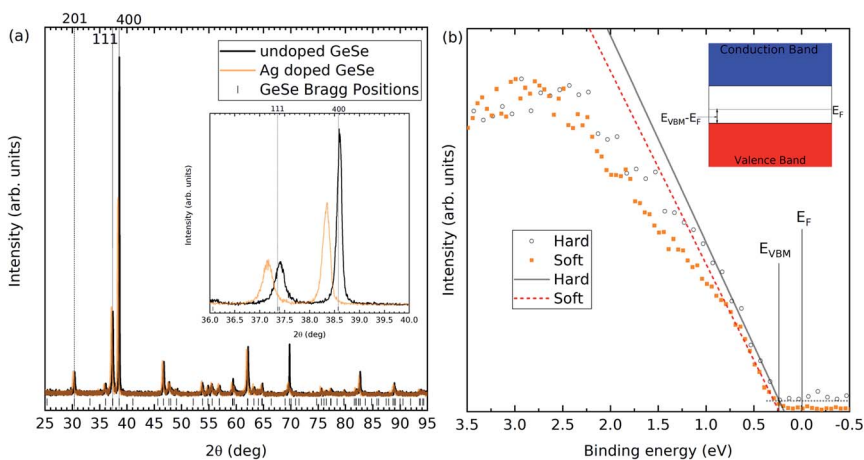 201
400
(a)
111
undoped GeSe
Ag doped GeSe
GeSe Bragg Positions
111
400
Intensity (arb. units)
36.0 36.5 37.0 37.5 38.0 38.5 39.0 39.5 40.0
2θ (deg)
Intensity (arb. units)
25 30 35 40 45 50 55 60 65 70 75 80 85 90 95
2θ (deg)
(b)
Conduction Band
E_F
E_VBM-E_F
Valence Band
E_F
E_VBM
Hard
Soft
Hard
Soft
Intensity (arb. units)
3.5 3.0 2.5 2.0 1.5 1.0 0.5 0.0 -0.5
Binding energy (eV)